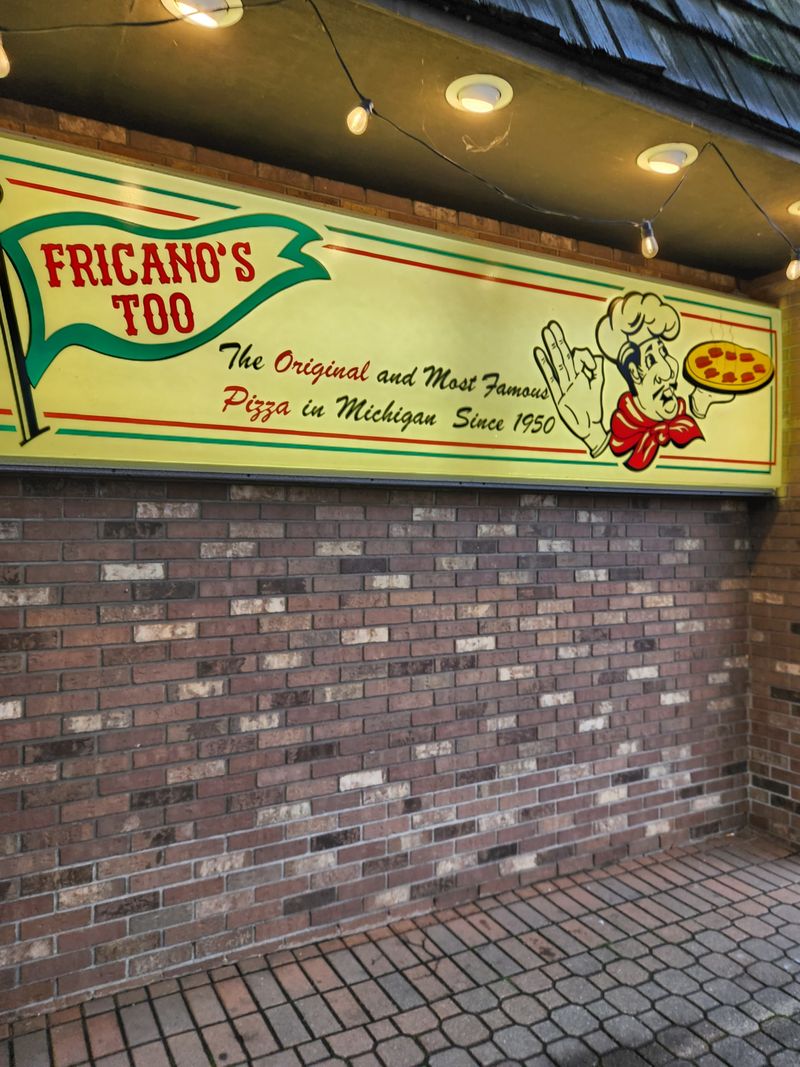 FRICANO'S
TOO
The Original and Most Famous
Pizza in Michigan Since 1950